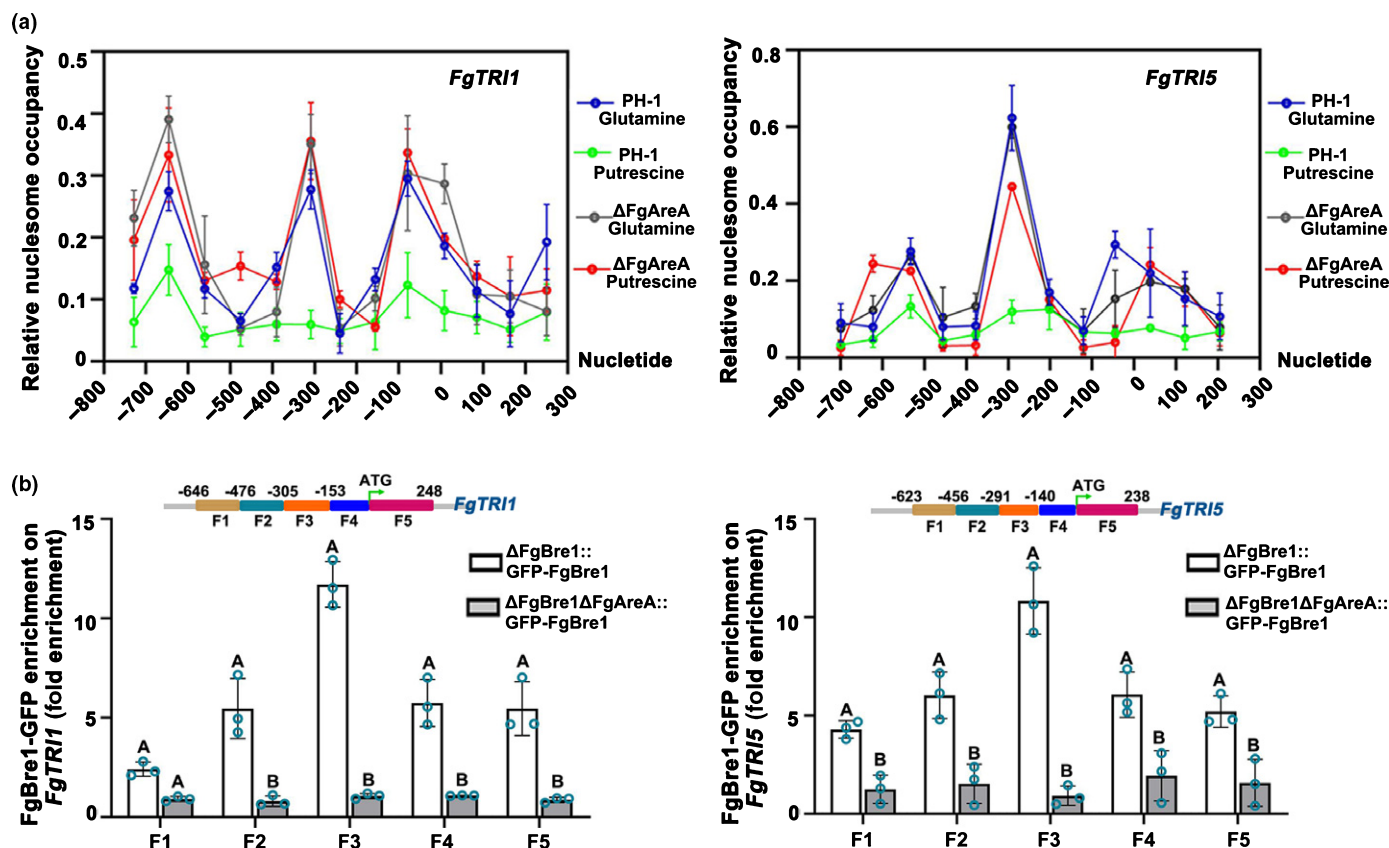 (a)
Relative nuclesome occupancy
0.5
0.4
0.3
0.2
0.1
0
FgTRI1
PH-1
Glutamine
PH-1
Putrescine
ΔFgAreA
Glutamine
ΔFgAreA
Putrescine
Nucletide
−800
−700
−600
−500
−400
−300
−200
−100
0
100
200
300
Relative nucleosome occupancy
0.8
0.6
0.4
0.2
0
FgTRI5
PH-1
Glutamine
PH-1
Putrescine
ΔFgAreA
Glutamine
ΔFgAreA
Putrescine
−800
−700
−600
−500
−400
−300
−200
−100
0
100
200
300
(b)
ATG
-646 -476 -305 -153 248
FgTRI1
F1 F2 F3 F4 F5
FgBre1-GFP enrichment on
FgTRI1 (fold enrichment)
15
10
5
0
A A A B A B A B A B
ΔFgBre1::
GFP-FgBre1
ΔFgBre1ΔFgAreA::
GFP-FgBre1
F1 F2 F3 F4 F5
ATG
-623 -456 -291 -140 238
FgTRI5
F1 F2 F3 F4 F5
FgBre1-GFP enrichment on
FgTRI5 (fold enrichment)
15
10
5
0
A B A B A B A B A B
ΔFgBre1::
GFP-FgBre1
ΔFgBre1ΔFgAreA::
GFP-FgBre1
F1 F2 F3 F4 F5